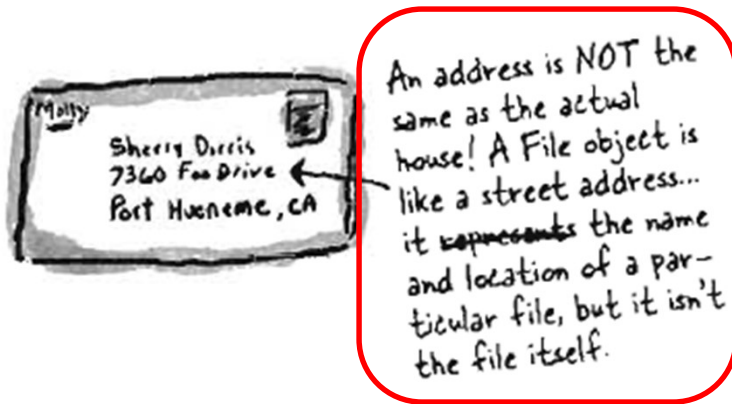 Molly
Sherry Dorris
7360 Foo Drive
Port Hueneme, CA
An address is NOT the
same as the actual
house! A File object is
like a street address...
it represents the name
and location of a par-
ticular file, but it isn't
the file itself.